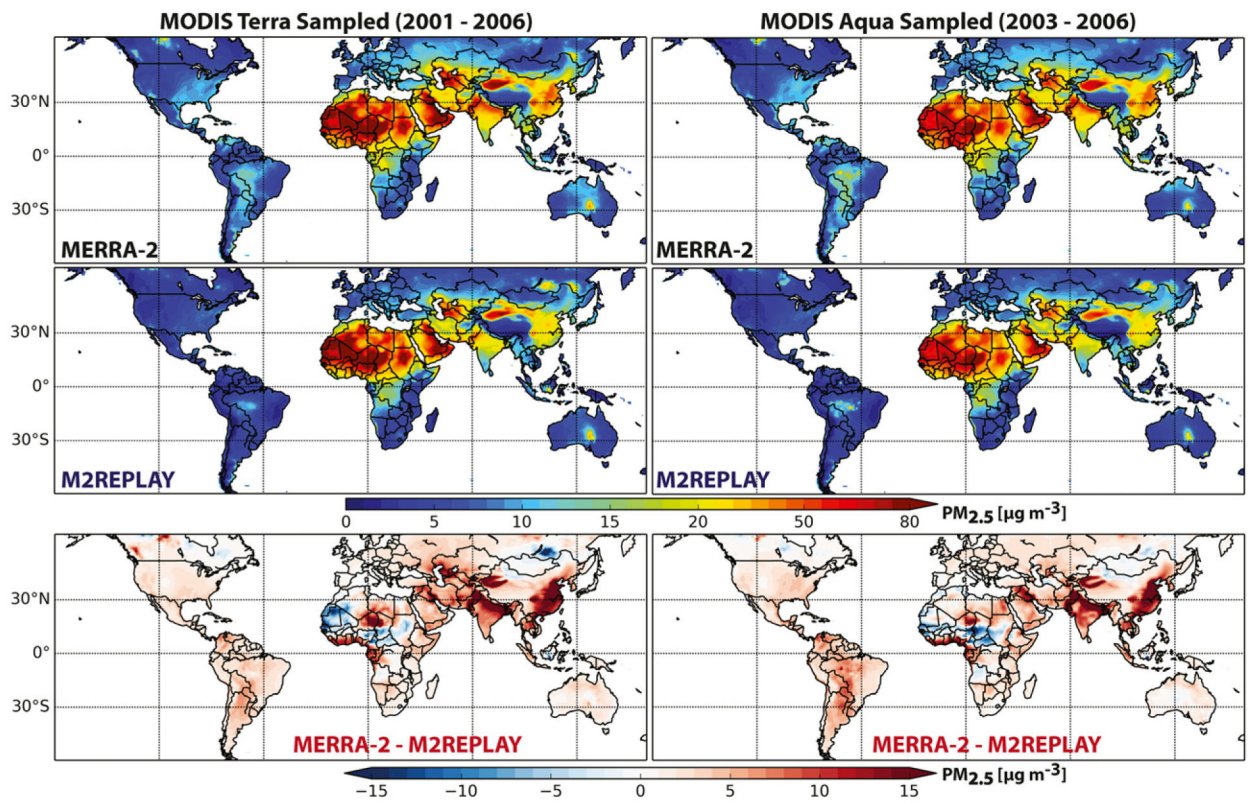 MODIS Terra Sampled (2001 - 2006)
MODIS Aqua Sampled (2003 - 2006)
30°N
0°
30°S
MERRA-2
MERRA-2
30°N
0°
30°S
M2REPLAY
M2REPLAY
0 5 10 15 20 50 80
PM2.5 [µg m-3]
30°N
0°
30°S
MERRA-2 - M2REPLAY
MERRA-2 - M2REPLAY
−15 −10 −5 0 5 10 15
PM2.5 [µg m-3]